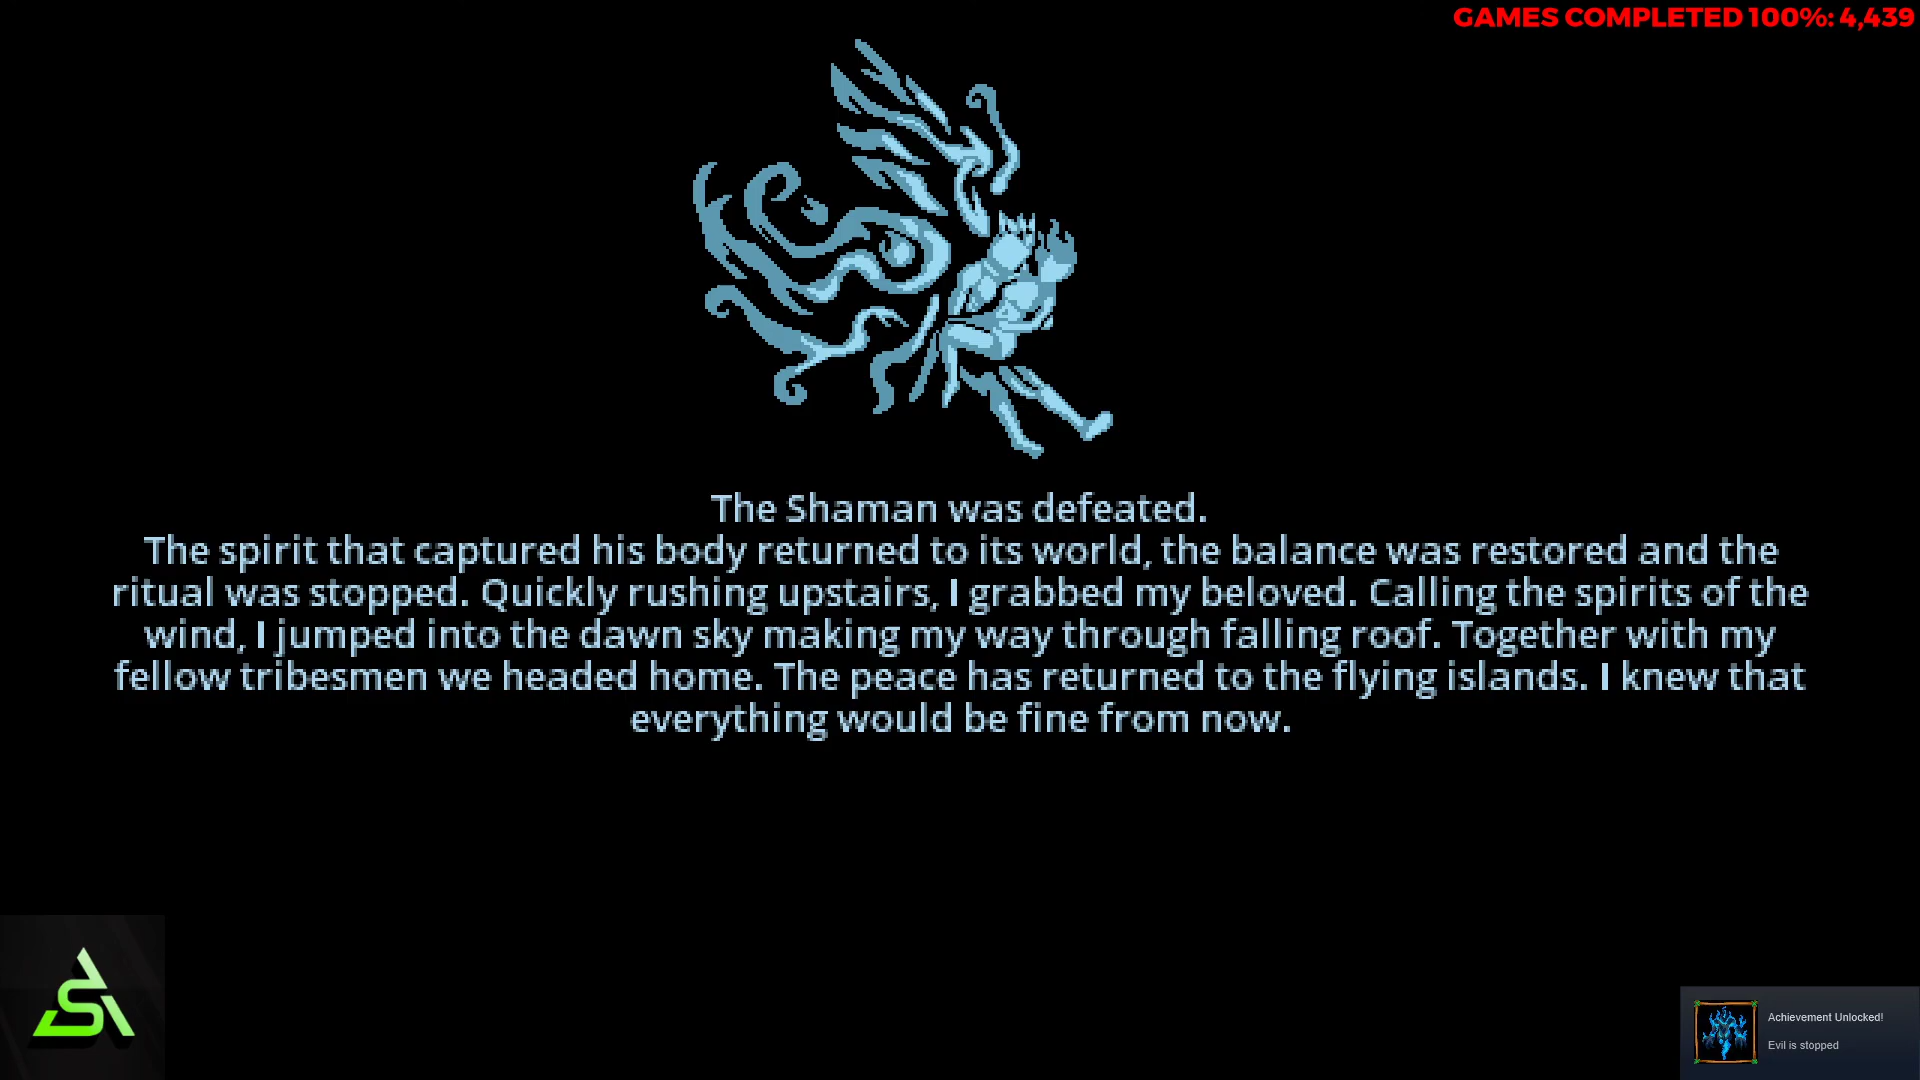 GAMES COMPLETED 100%: 4,439
The Shaman was defeated.
The spirit that captured his body returned to its world, the balance was restored and the
ritual was stopped. Quickly rushing upstairs, I grabbed my beloved. Calling the spirits of the
wind, I jumped into the dawn sky making my way through falling roof. Together with my
fellow tribesmen we headed home. The peace has returned to the flying islands. I knew that
everything would be fine from now.
Achievement Unlocked!
Evil is stopped